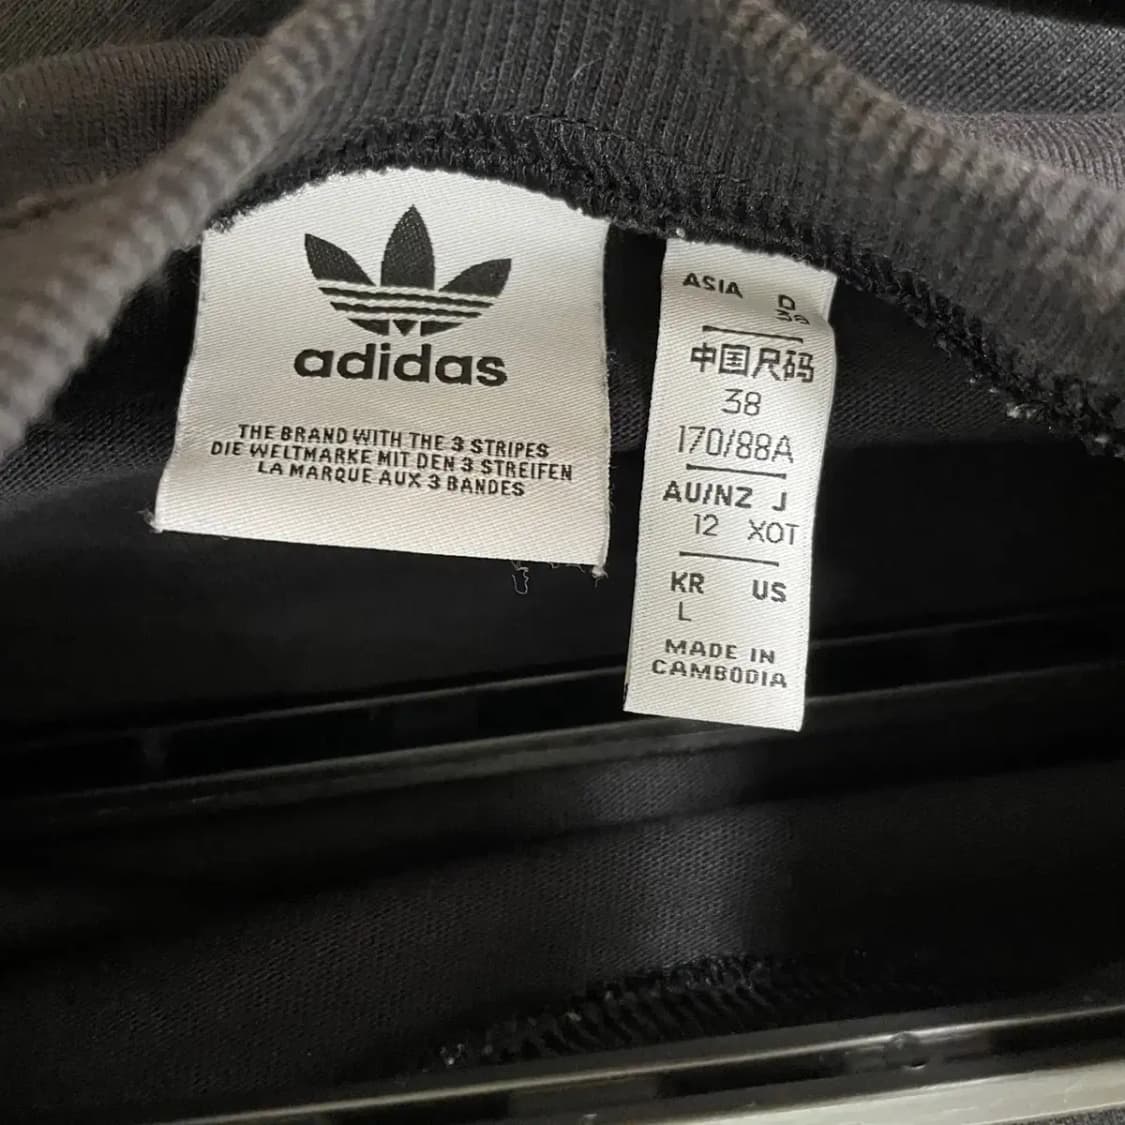 adidas
THE BRAND WITH THE 3 STRIPES
DIE WELTMARKE MIT DEN 3 STREIFEN
LA MARQUE AUX 3 BANDES
ASIA D
38
中国尺码
38
170/88A
AU/NZ J
12 XOT
KR US
L
MADE IN
CAMBODIA